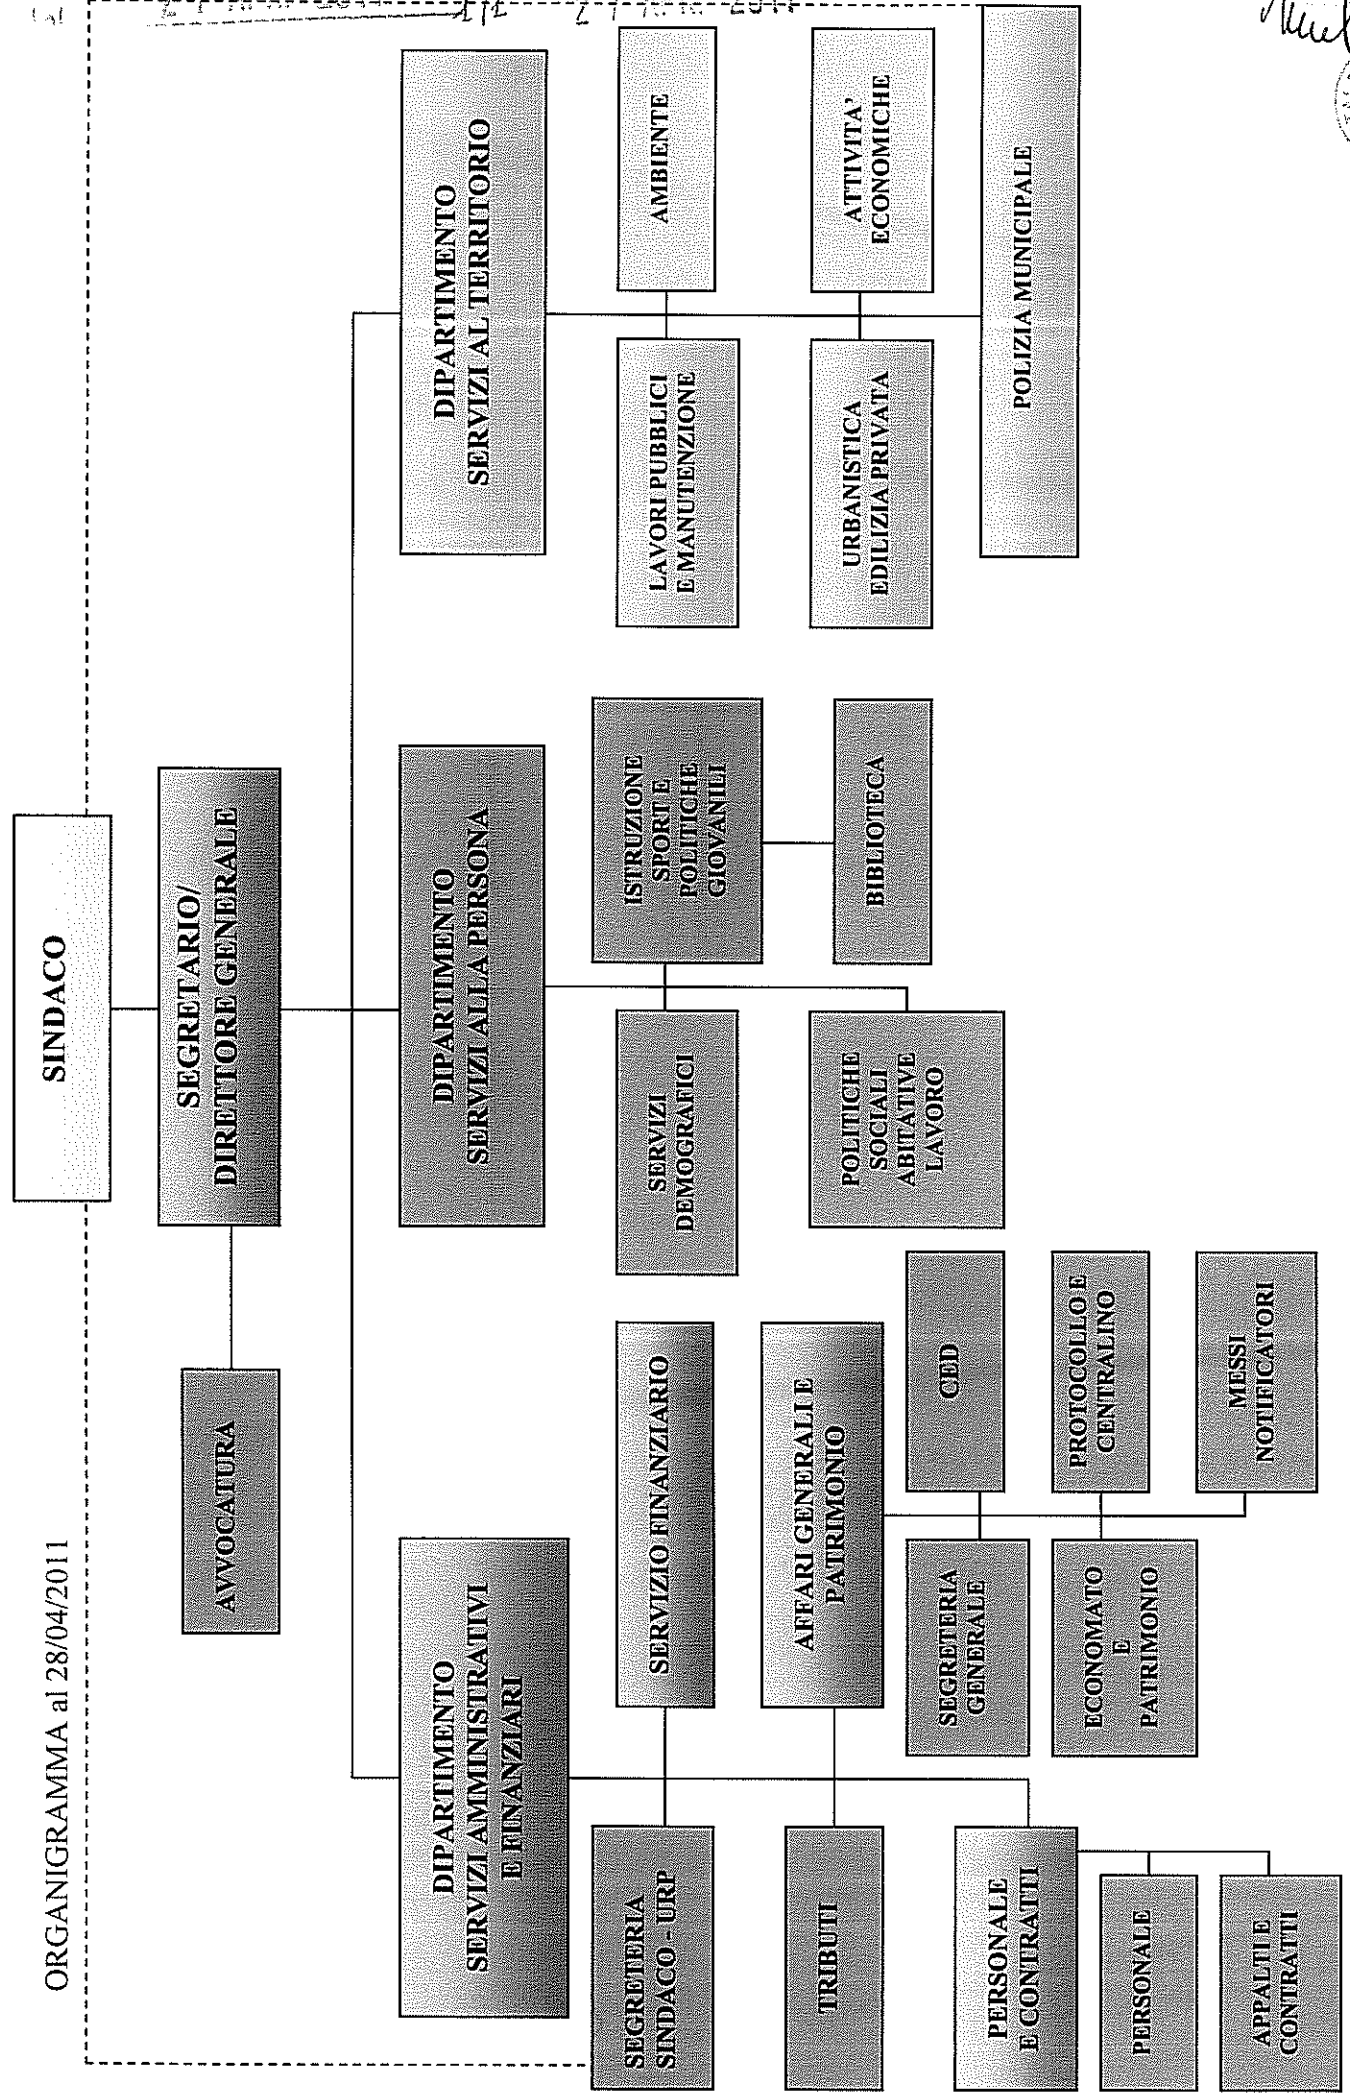 ORGANIGRAMMA al 28/04/2011
SINDACO
SEGRETARIO/
DIRETTORE GENERALE
AVVOCATURA
DIPARTIMENTO
SERVIZI AMMINISTRATIVI
E FINANZIARI
DIPARTIMENTO
SERVIZI ALLA PERSONA
DIPARTIMENTO
SERVIZI AL TERRITORIO
SEGRETERIA
SINDACO - URP
SERVIZIO FINANZIARIO
TRIBUTI
AFFARI GENERALI E
PATRIMONIO
PERSONALE
E CONTRATTI
PERSONALE
APPALTI E
CONTRATTI
SEGRETERIA
GENERALE
CED
ECONOMATO
E
PATRIMONIO
PROTOCOLLO E
CENTRALINO
MESSI
NOTIFICATORI
SERVIZI
DEMOGRAFICI
ISTRUZIONE
SPORT E
POLITICHE
GIOVANILI
POLITICHE
SOCIALI
ABITATIVE
LAVORO
BIBLIOTECA
LAVORI PUBBLICI
E MANUTENZIONE
AMBIENTE
URBANISTICA
EDILIZIA PRIVATA
ATTIVITA'
ECONOMICHE
POLIZIA MUNICIPALE